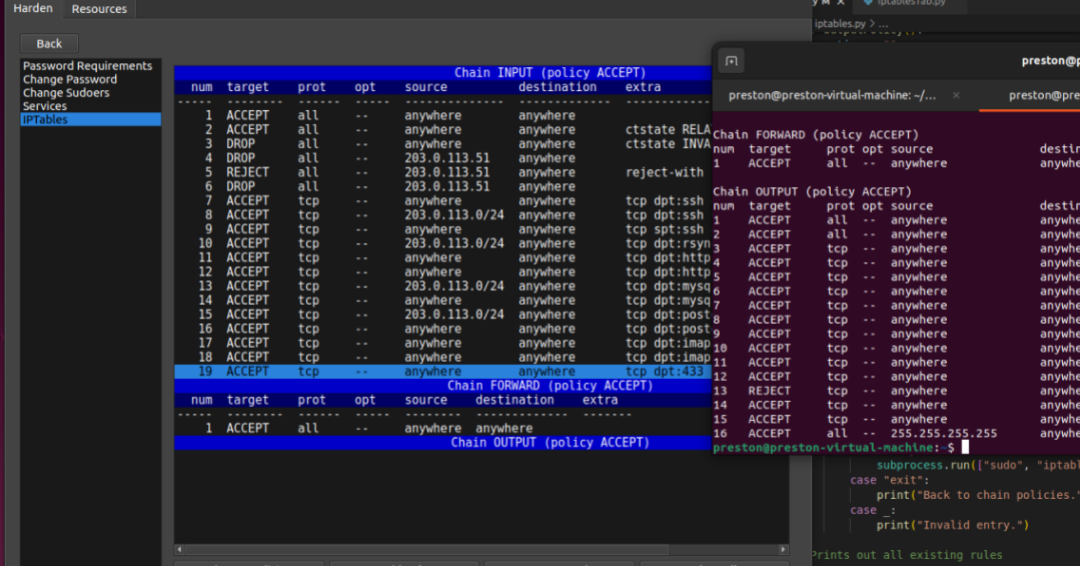 Harden Resources
Back
Password Requirements
Change Password
Change Sudoers
Services
IPTables
Chain INPUT (policy ACCEPT)
num target prot opt source destination extra
----- -------- ------ ----- ------------- ------------- ------------
1 ACCEPT all -- anywhere anywhere
2 ACCEPT all -- anywhere anywhere ctstate RELA
3 DROP all -- anywhere anywhere ctstate INVA
4 DROP all -- 203.0.113.51 anywhere
5 REJECT all -- 203.0.113.51 anywhere reject-with
6 DROP all -- 203.0.113.51 anywhere
7 ACCEPT tcp -- anywhere anywhere tcp dpt:ssh
8 ACCEPT tcp -- 203.0.113.0/24 anywhere tcp dpt:ssh
9 ACCEPT tcp -- anywhere anywhere tcp spt:ssh
10 ACCEPT tcp -- 203.0.113.0/24 anywhere tcp dpt:rsyn
11 ACCEPT tcp -- anywhere anywhere tcp dpt:http
12 ACCEPT tcp -- anywhere anywhere tcp dpt:http
13 ACCEPT tcp -- 203.0.113.0/24 anywhere tcp dpt:mysq
14 ACCEPT tcp -- anywhere anywhere tcp dpt:mysq
15 ACCEPT tcp -- 203.0.113.0/24 anywhere tcp dpt:post
16 ACCEPT tcp -- anywhere anywhere tcp dpt:post
17 ACCEPT tcp -- anywhere anywhere tcp dpt:imap
18 ACCEPT tcp -- anywhere anywhere tcp dpt:imap
19 ACCEPT tcp -- anywhere anywhere tcp dpt:433
Chain FORWARD (policy ACCEPT)
num target prot opt source destination extra
----- -------- ------ ----- -------- ------------- -------
1 ACCEPT all -- anywhere anywhere
Chain OUTPUT (policy ACCEPT)
iptablesTab.py
iptables.py > ...
preston@p
preston@preston-virtual-machine: ~/... × preston@pre
Chain FORWARD (policy ACCEPT)
num target prot opt source destin
1 ACCEPT all -- anywhere anywhe
Chain OUTPUT (policy ACCEPT)
num target prot opt source destin
1 ACCEPT all -- anywhere anywhe
2 ACCEPT all -- anywhere anywhe
3 ACCEPT tcp -- anywhere anywhe
4 ACCEPT tcp -- anywhere anywhe
5 ACCEPT tcp -- anywhere anywhe
6 ACCEPT tcp -- anywhere anywhe
7 ACCEPT tcp -- anywhere anywhe
8 ACCEPT tcp -- anywhere anywhe
9 ACCEPT tcp -- anywhere anywhe
10 ACCEPT tcp -- anywhere anywhe
11 ACCEPT tcp -- anywhere anywhe
12 ACCEPT tcp -- anywhere anywhe
13 REJECT tcp -- anywhere anywhe
14 ACCEPT tcp -- anywhere anywhe
15 ACCEPT tcp -- anywhere anywhe
16 ACCEPT all -- 255.255.255.255 anywhe
preston@preston-virtual-machine:~$
subprocess.run(["sudo", "iptabl
case "exit":
print("Back to chain policies."
case _:
print("Invalid entry.")
Prints out all existing rules